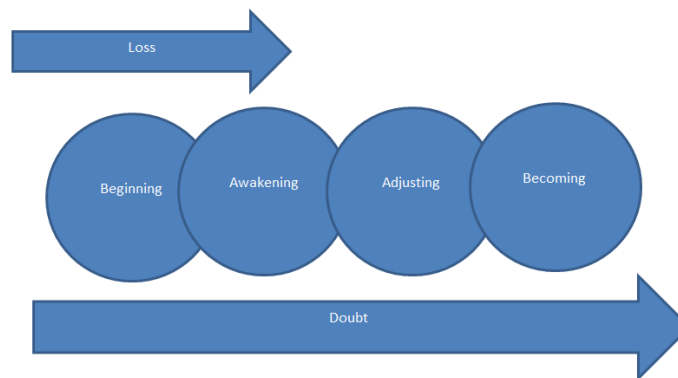 Loss
Beginning
Awakening
Adjusting
Becoming
Doubt